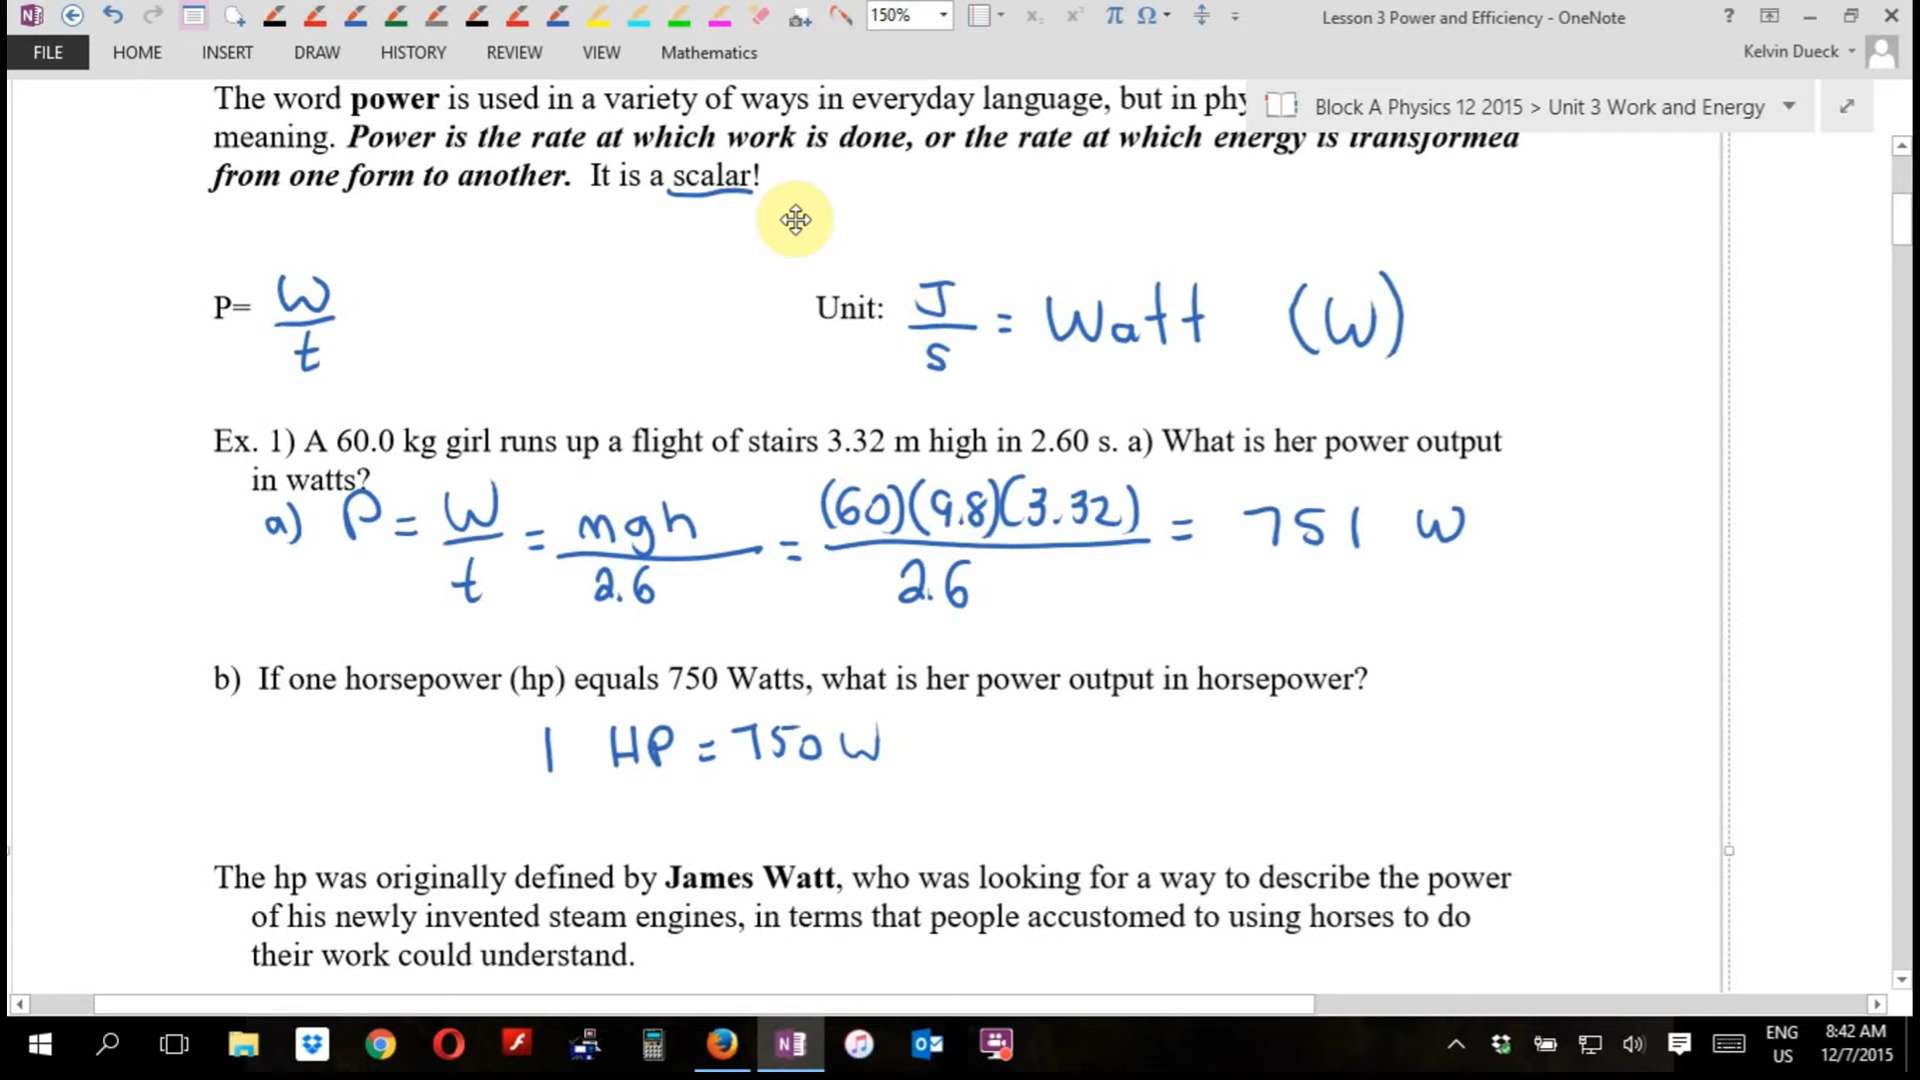 150%
Lesson 3 Power and Efficiency - OneNote
FILE HOME INSERT DRAW HISTORY REVIEW VIEW Mathematics
Kelvin Dueck
Block A Physics 12 2015 > Unit 3 Work and Energy
The word power is used in a variety of ways in everyday language, but in phy
meaning. Power is the rate at which work is done, or the rate at which energy is transformed
from one form to another. It is a scalar!
P= W/t
Unit: J/s = Watt (W)
Ex. 1) A 60.0 kg girl runs up a flight of stairs 3.32 m high in 2.60 s. a) What is her power output
in watts?
a) P = W/t = mgh/2.6 = (60)(9.8)(3.32)/2.6 = 751 W
b) If one horsepower (hp) equals 750 Watts, what is her power output in horsepower?
1 HP = 750 W
The hp was originally defined by James Watt, who was looking for a way to describe the power
of his newly invented steam engines, in terms that people accustomed to using horses to do
their work could understand.
ENG 8:42 AM
US 12/7/2015